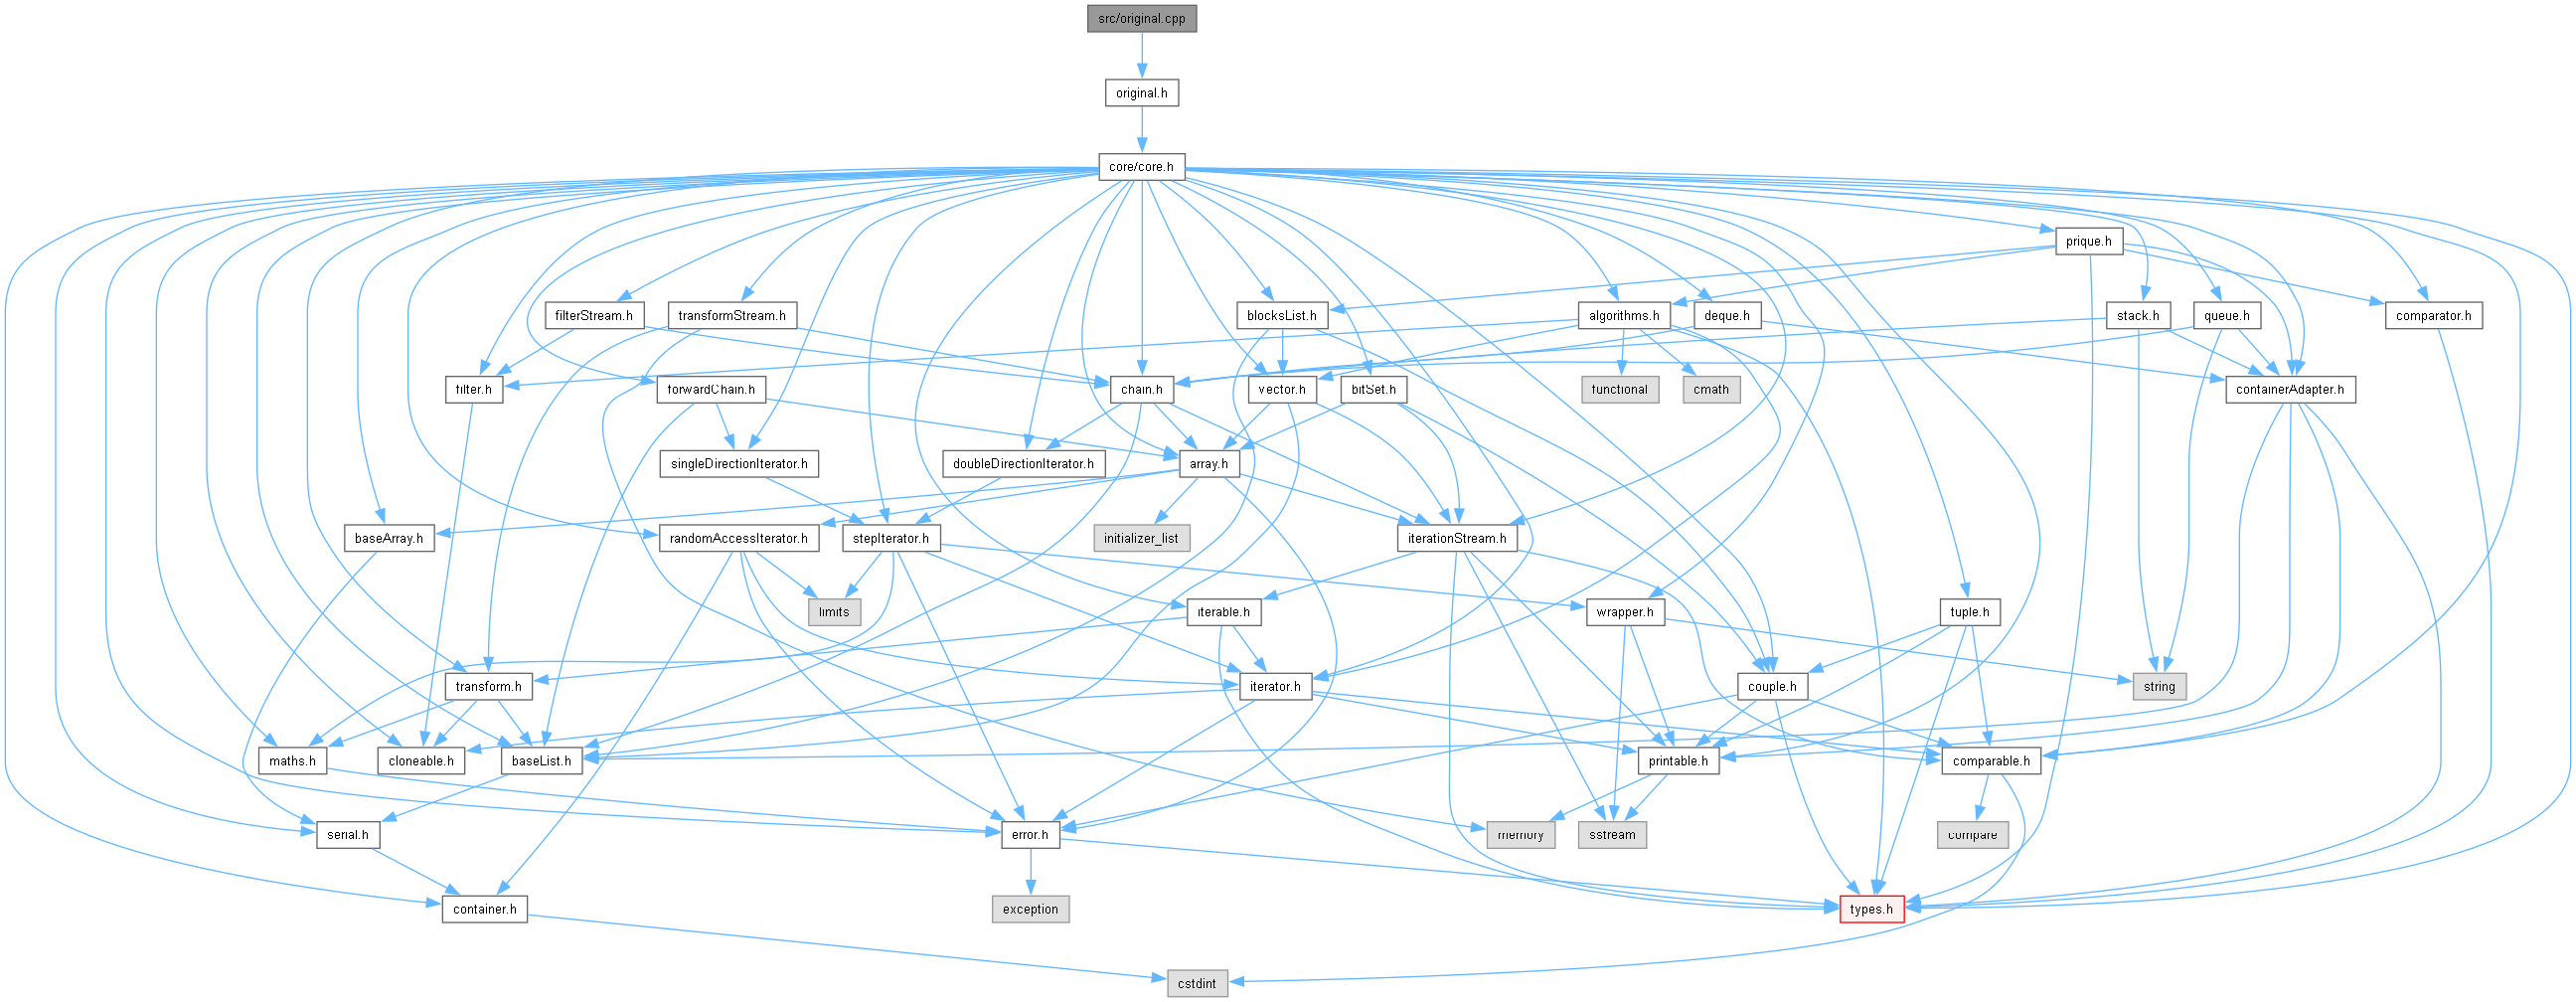 src/original.cpp
original.h
core/core.h
prique.h
filterStream.h
transformStream.h
blocksList.h
algorithms.h
deque.h
stack.h
queue.h
comparator.h
filter.h
forwardChain.h
chain.h
vector.h
bitSet.h
functional
cmath
containerAdapter.h
singleDirectionIterator.h
doubleDirectionIterator.h
array.h
baseArray.h
randomAccessIterator.h
stepIterator.h
initializer_list
iterationStream.h
limits
iterable.h
wrapper.h
tuple.h
transform.h
iterator.h
couple.h
string
maths.h
cloneable.h
baseList.h
printable.h
comparable.h
serial.h
error.h
memory
sstream
compare
container.h
exception
types.h
cstdint